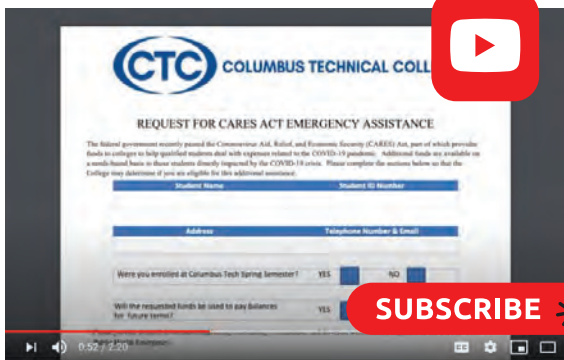 CTC COLUMBUS TECHNICAL COLL
REQUEST FOR CARES ACT EMERGENCY ASSISTANCE
The federal government recently passed the Coronavirus Aid, Relief, and Economic Security (CARES) Act, part of which provides
funds to colleges to help qualified students deal with expenses related to the COVID-19 pandemic. Additional funds are available on
a needs-based basis to those students directly impacted by the COVID-19 crisis. Please complete the sections below so that the
College may determine if you are eligible for this additional assistance.
Student Name Student ID Number
Address Telephone Number & Email
Were you enrolled at Columbus Tech Spring Semester? YES NO
Will the requested funds be used to pay balances
for future terms? YES
SUBSCRIBE
0:52 / 2:20
CC